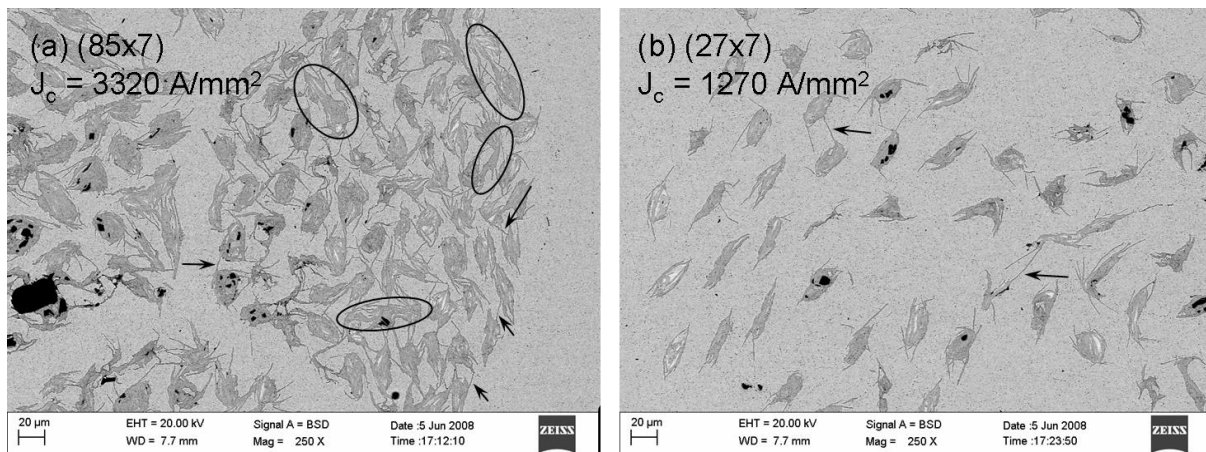 (a) (85x7)
J_c = 3320 A/mm²
20 µm
EHT = 20.00 kV
WD = 7.7 mm
Signal A = BSD
Mag = 250 X
Date :5 Jun 2008
Time :17:12:10
ZEISS
(b) (27x7)
J_c = 1270 A/mm²
20 µm
EHT = 20.00 kV
WD = 7.7 mm
Signal A = BSD
Mag = 250 X
Date :5 Jun 2008
Time :17:23:50
ZEISS